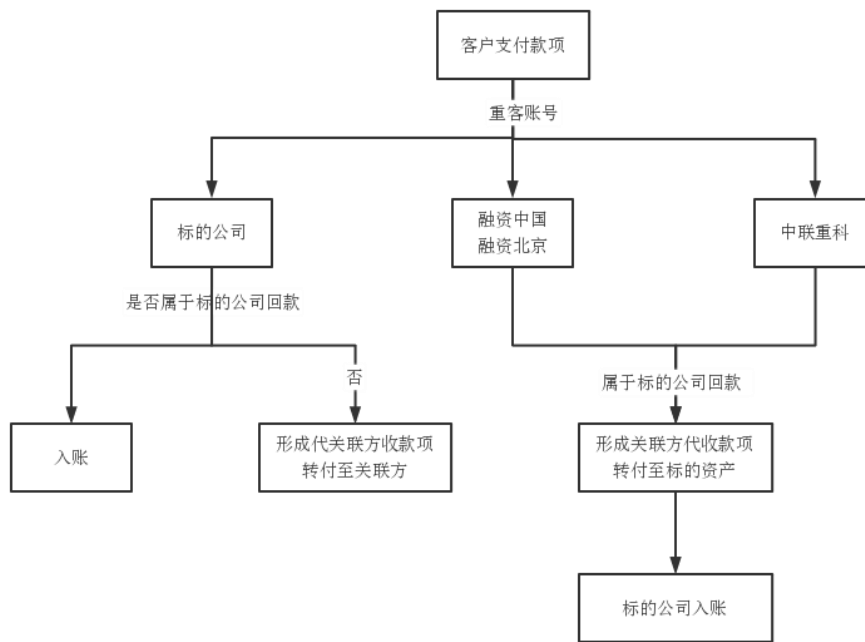 客户支付款项
重客账号
标的公司
融资中国
融资北京
中联重科
是否属于标的公司回款
否
属于标的公司回款
入账
形成代关联方收款项
转付至关联方
形成关联方代收款项
转付至标的资产
标的公司入账